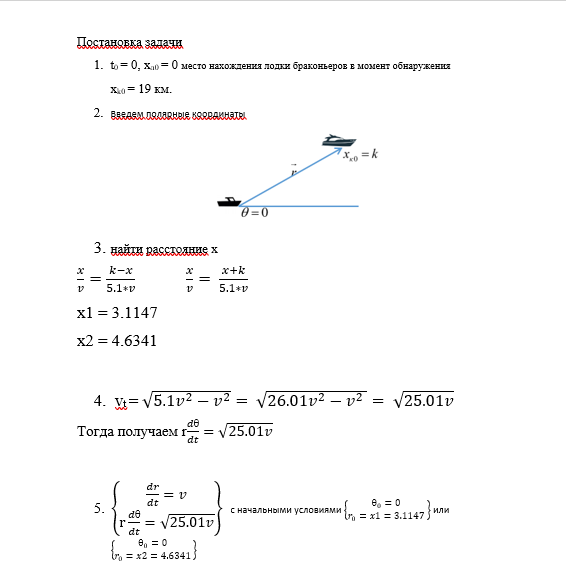 Постановка задачи
1. t₀ = 0, xₙ₀ = 0 место нахождения лодки браконьеров в момент обнаружения
xₖ₀ = 19 км.
2. Введем полярные координаты
xₖ₀ = k
r⃗
θ = 0
3. найти расстояние x
x/v = (k−x)/(5.1∗v) x/v = (x+k)/(5.1∗v)
x1 = 3.1147
x2 = 4.6341
4. Vt= √(5.1v² − v²) = √(26.01v² − v²) = √(25.01v)
Тогда получаем r dθ/dt = √(25.01v)
5. { dr/dt = v
r dθ/dt = √(25.01v) } с начальными условиями { θ₀ = 0
r₀ = x1 = 3.1147 } или
{ θ₀ = 0
r₀ = x2 = 4.6341 }